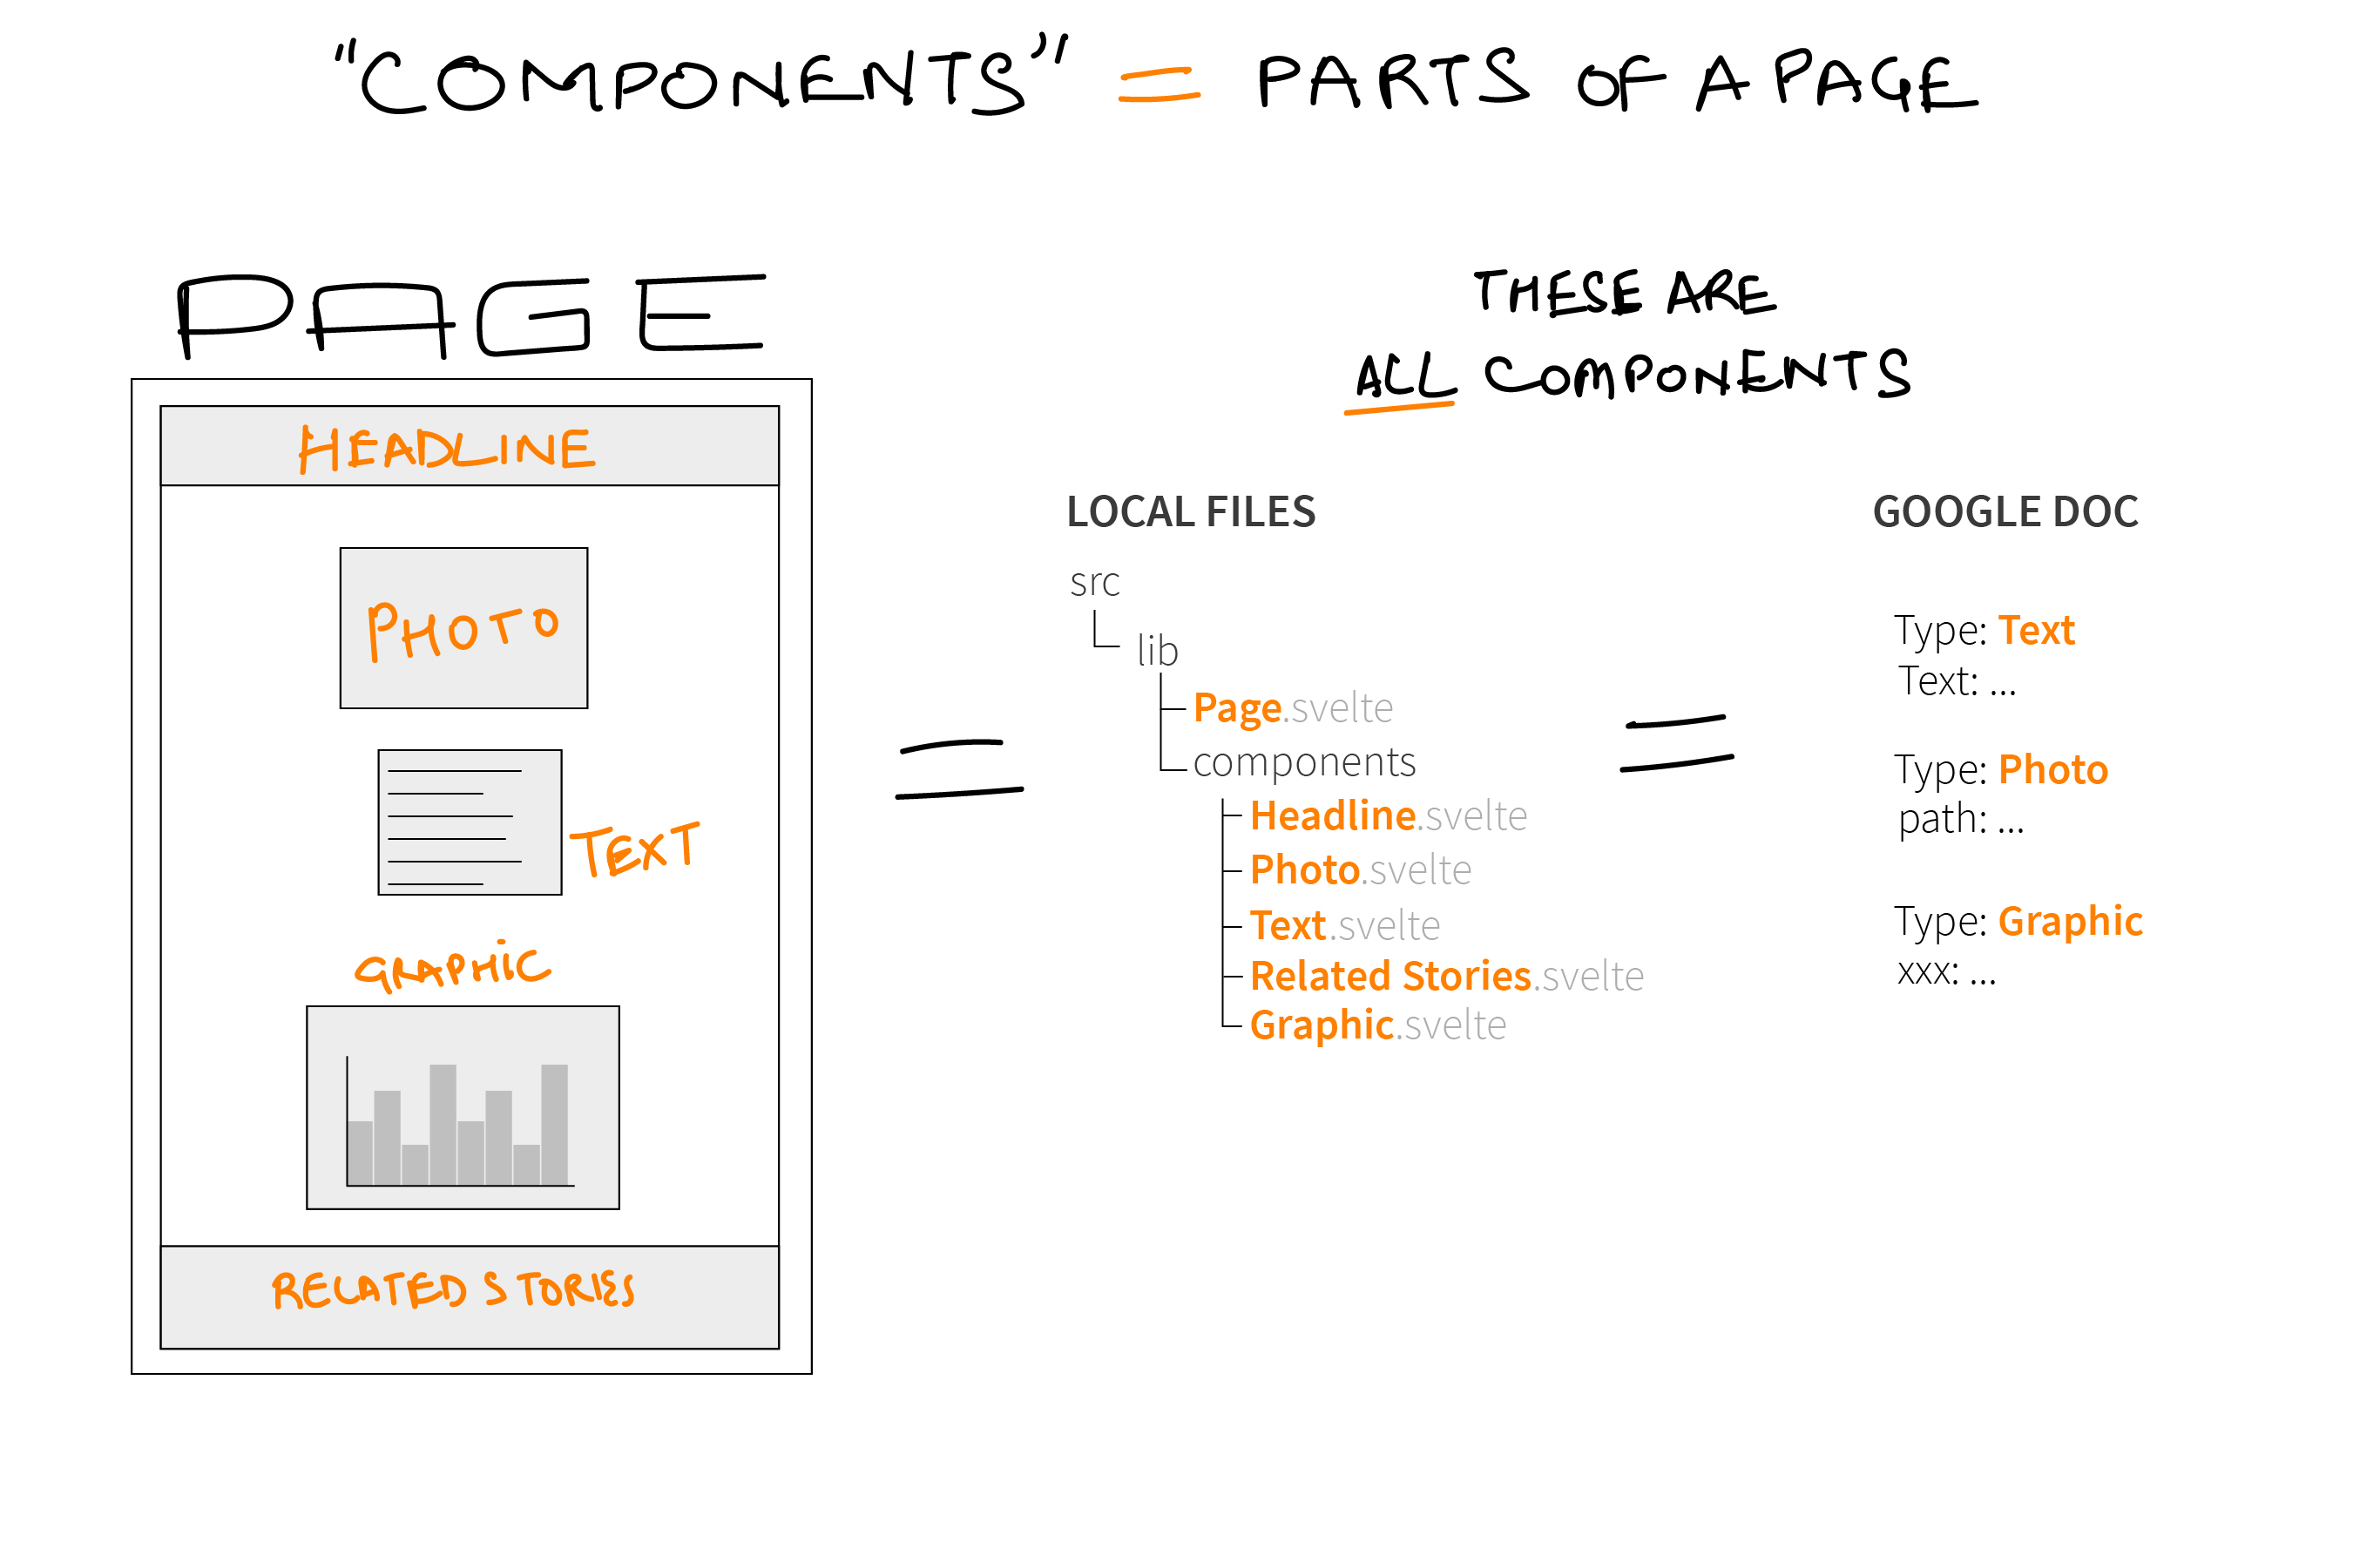 "COMPONENTS" = PARTS OF A PAGE
PAGE
HEADLINE
PHOTO
TEXT
GRAPHIC
RELATED STORIES
=
THESE ARE
ALL COMPONENTS
LOCAL FILES
src
lib
Page.svelte
components
Headline.svelte
Photo.svelte
Text.svelte
Related Stories.svelte
Graphic.svelte
=
GOOGLE DOC
Type: Text
Text: ...
Type: Photo
path: ...
Type: Graphic
xxx: ...